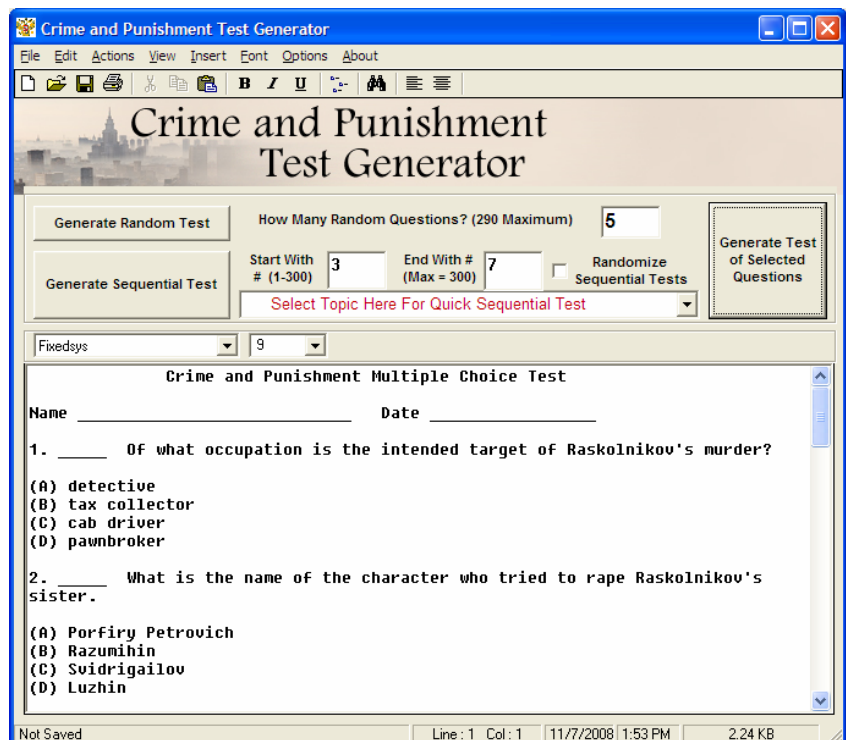 Crime and Punishment Test Generator
File Edit Actions View Insert Font Options About
B I U
Crime and Punishment
Test Generator
Generate Random Test
How Many Random Questions? (290 Maximum)
5
Generate Test
of Selected
Questions
Generate Sequential Test
Start With
# (1-300)
3
End With #
(Max = 300)
7
Randomize
Sequential Tests
Select Topic Here For Quick Sequential Test
Fixedsys
9
Crime and Punishment Multiple Choice Test
Name ____________________________ Date _________________
1. _____ Of what occupation is the intended target of Raskolnikov's murder?
(A) detective
(B) tax collector
(C) cab driver
(D) pawnbroker
2. _____ What is the name of the character who tried to rape Raskolnikov's
sister.
(A) Porfiry Petrovich
(B) Razumihin
(C) Svidrigailov
(D) Luzhin
Not Saved
Line : 1 Col : 1
11/7/2008
1:53 PM
2.24 KB